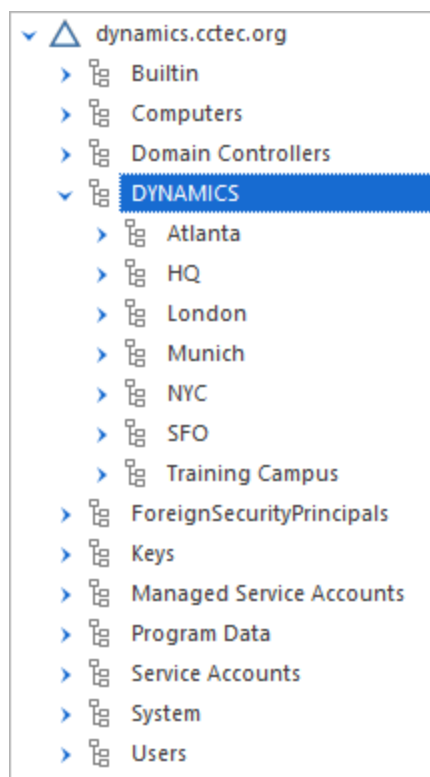 dynamics.cctec.org
Builtin
Computers
Domain Controllers
DYNAMICS
Atlanta
HQ
London
Munich
NYC
SFO
Training Campus
ForeignSecurityPrincipals
Keys
Managed Service Accounts
Program Data
Service Accounts
System
Users